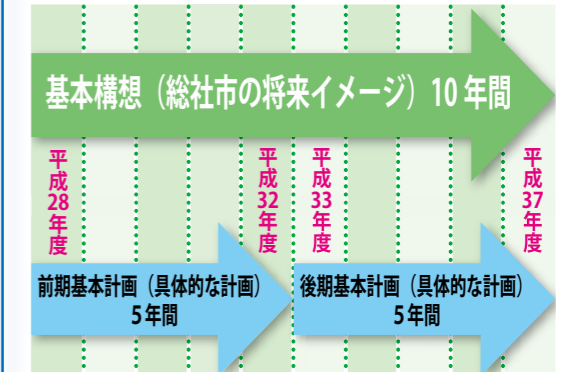 基本構想（総社市の将来イメージ）10年間
平成28年度
平成32年度
平成33年度
平成37年度
前期基本計画（具体的な計画）
５年間
後期基本計画（具体的な計画）
５年間